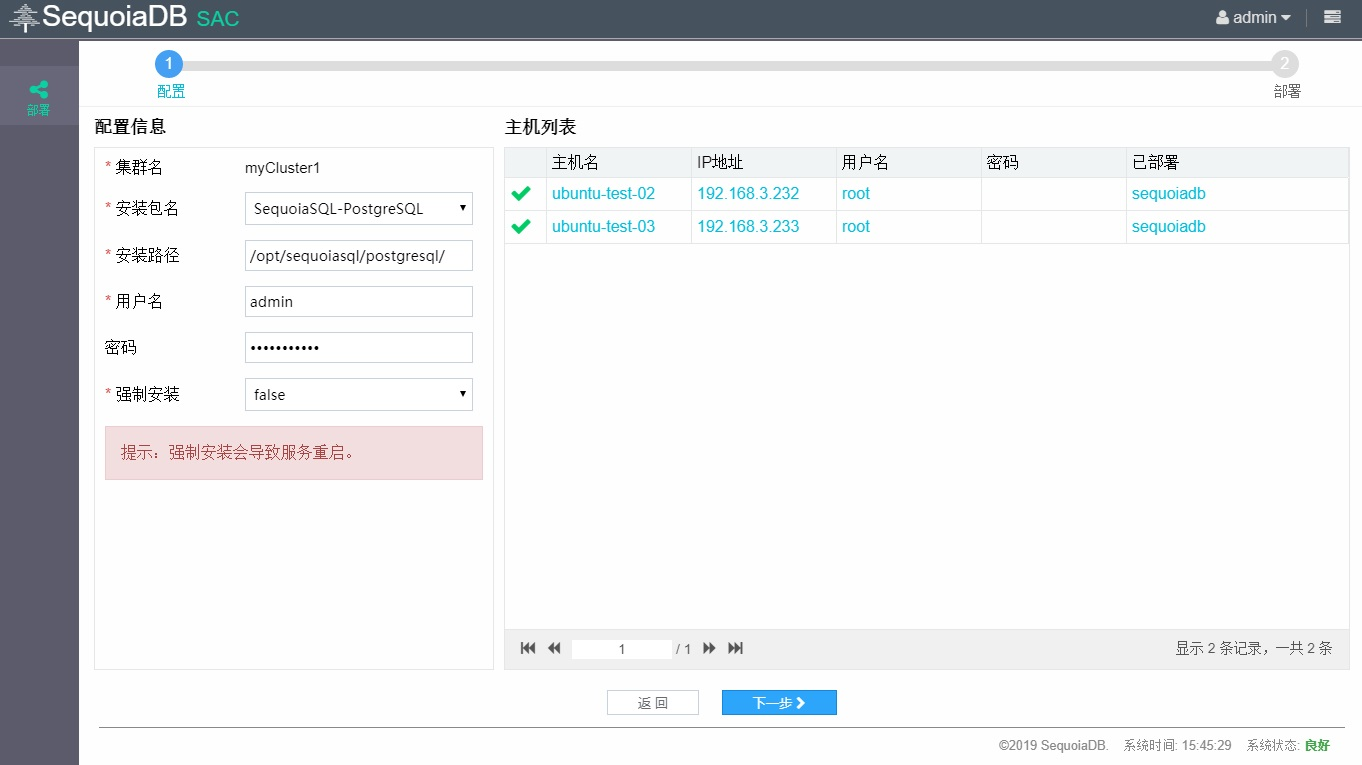 SequoiaDB SAC
admin
部署
1
2
配置
部署
配置信息
* 集群名 myCluster1
* 安装包名 SequoiaSQL-PostgreSQL
* 安装路径 /opt/sequoiasql/postgresql/
* 用户名 admin
密码 •••••••••••
* 强制安装 false
提示：强制安装会导致服务重启。
主机列表
主机名 IP地址 用户名 密码 已部署
ubuntu-test-02 192.168.3.232 root sequoiadb
ubuntu-test-03 192.168.3.233 root sequoiadb
1 / 1
显示 2 条记录，一共 2 条
返 回
下一步
©2019 SequoiaDB. 系统时间: 15:45:29 系统状态: 良好